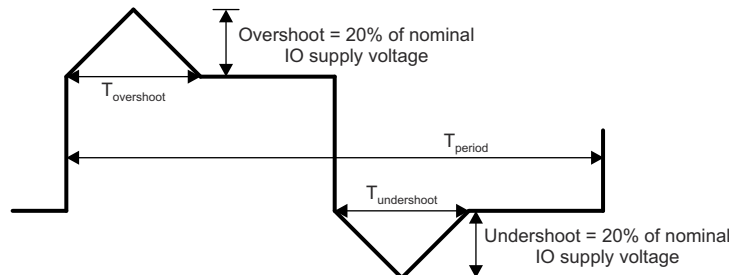 Overshoot = 20% of nominal
IO supply voltage
Tovershoot
Tperiod
Tundershoot
Undershoot = 20% of nominal
IO supply voltage